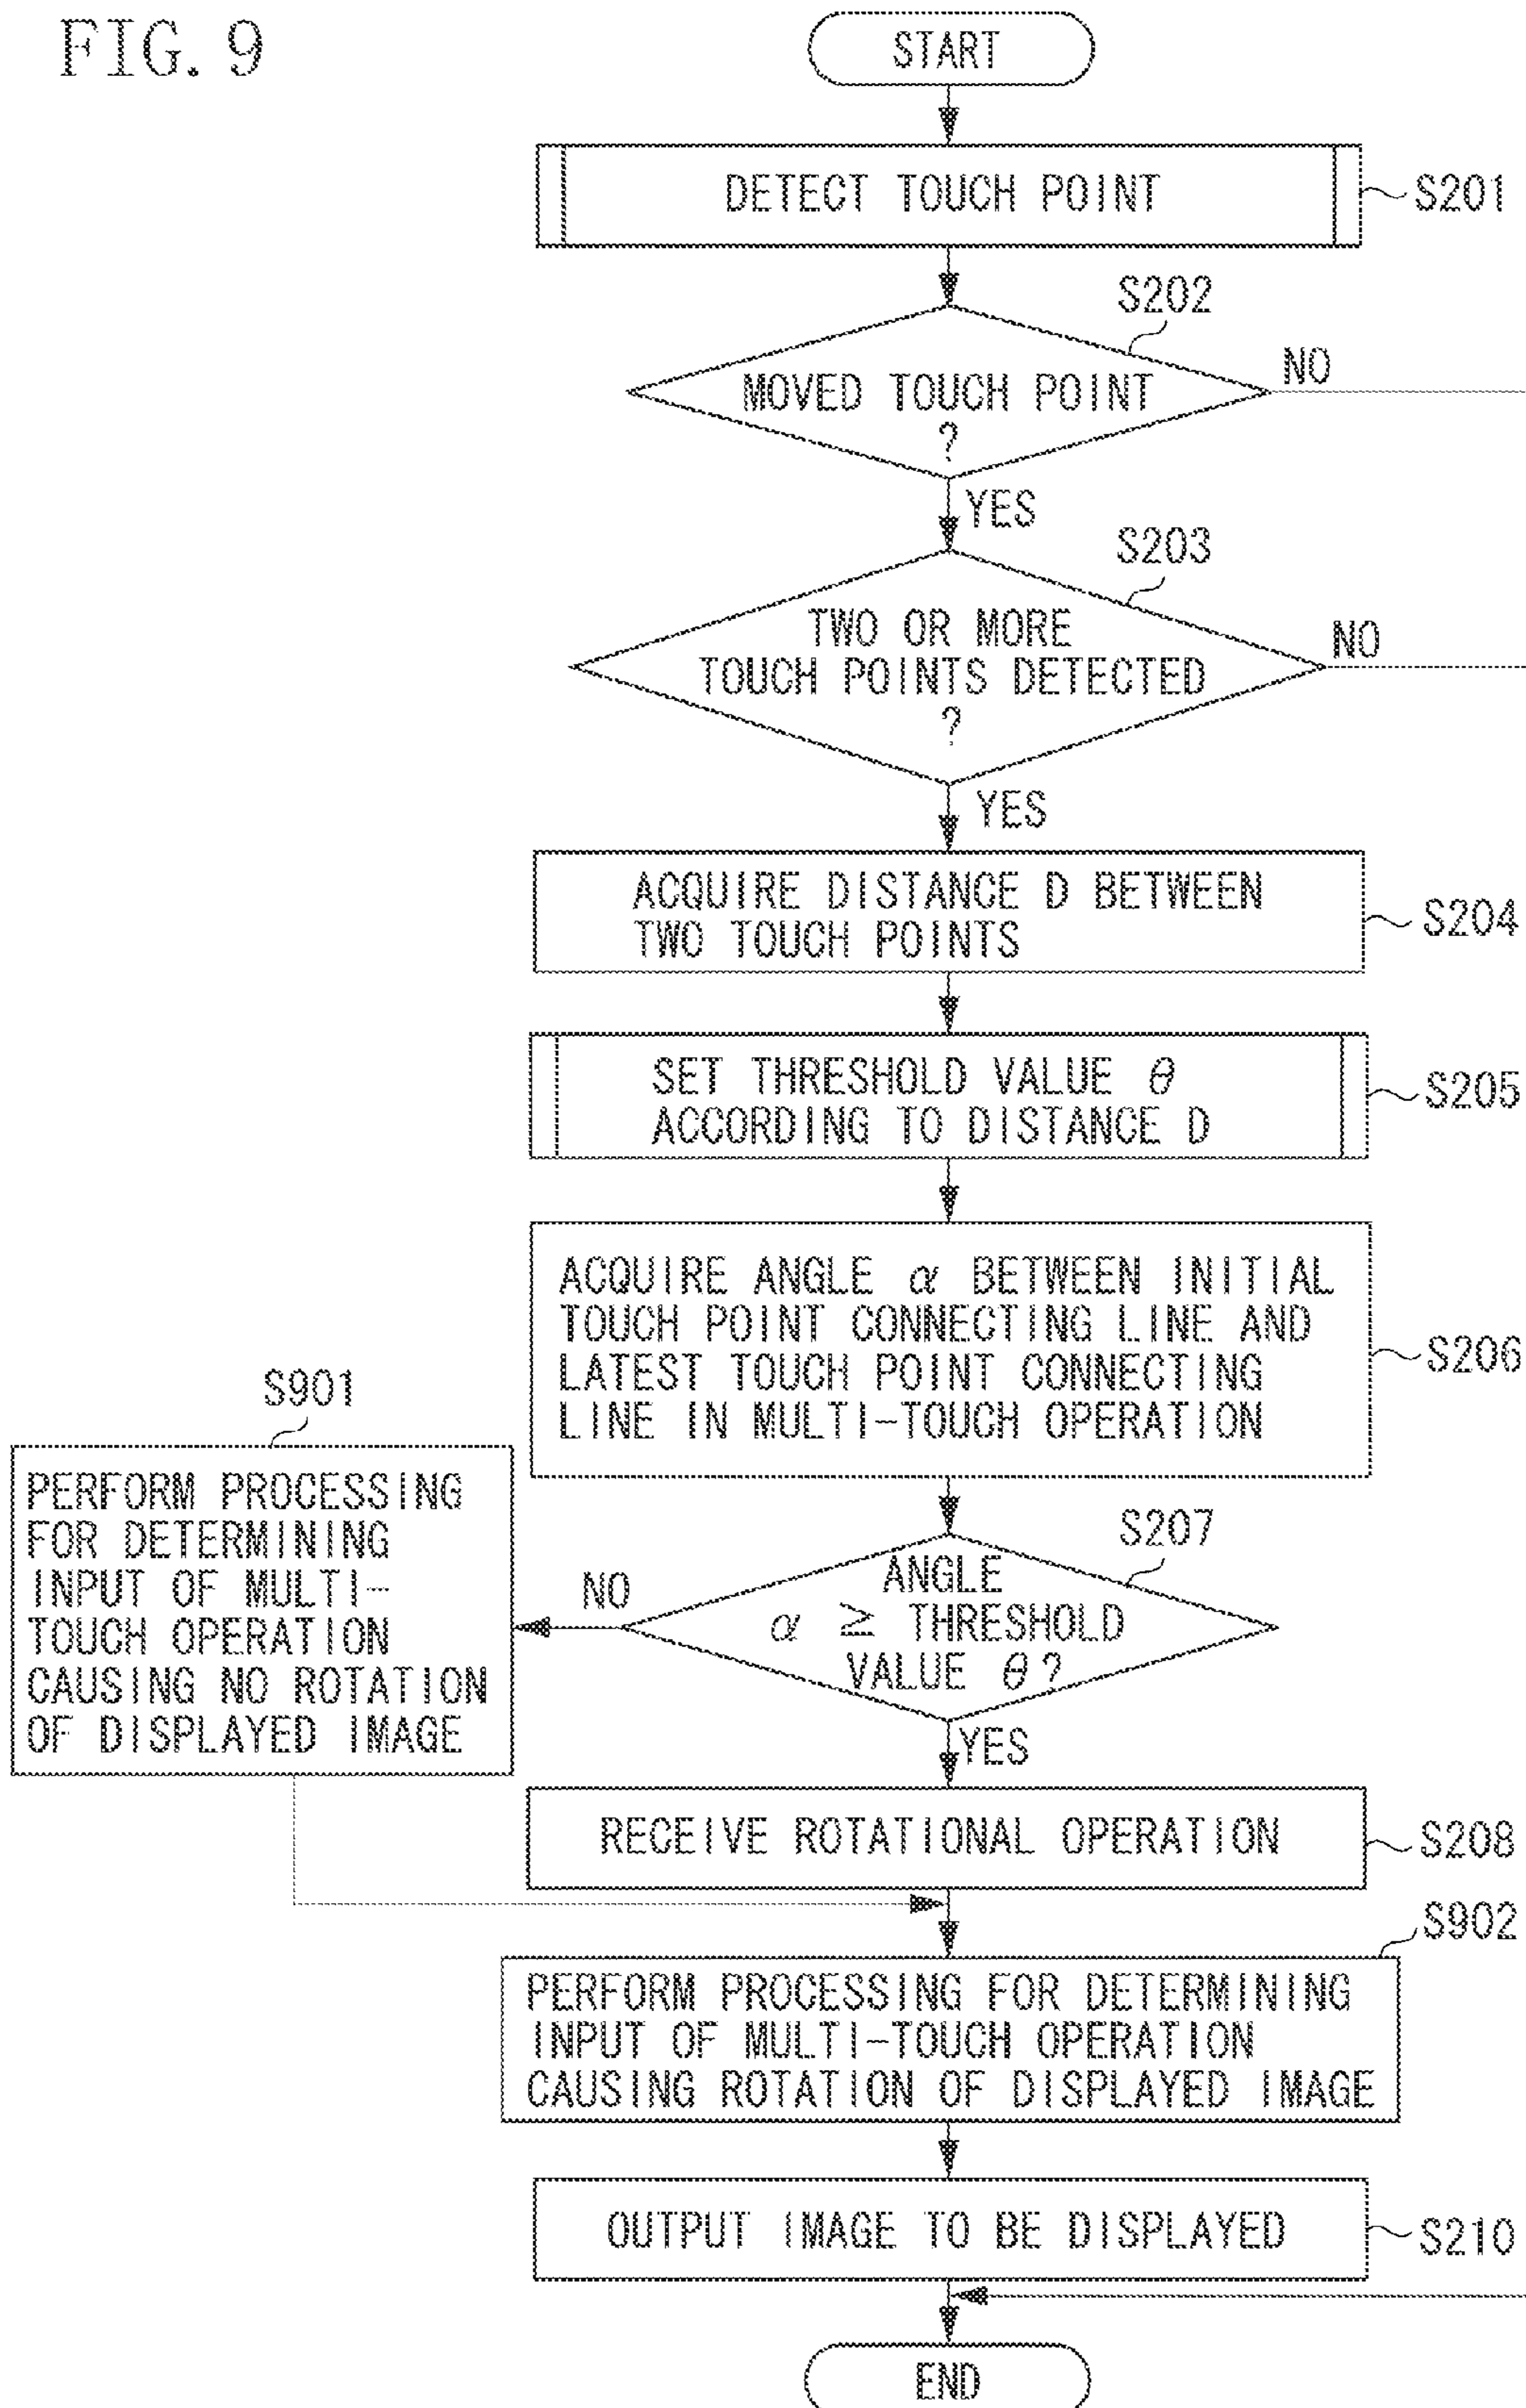 FIG. 9
START
DETECT TOUCH POINT
S201
S202
MOVED TOUCH POINT
?
NO
YES
S203
TWO OR MORE
TOUCH POINTS DETECTED
?
NO
YES
ACQUIRE DISTANCE D BETWEEN
TWO TOUCH POINTS
S204
SET THRESHOLD VALUE θ
ACCORDING TO DISTANCE D
S205
ACQUIRE ANGLE α BETWEEN INITIAL
TOUCH POINT CONNECTING LINE AND
LATEST TOUCH POINT CONNECTING
LINE IN MULTI-TOUCH OPERATION
S206
S901
PERFORM PROCESSING
FOR DETERMINING
INPUT OF MULTI-
TOUCH OPERATION
CAUSING NO ROTATION
OF DISPLAYED IMAGE
S207
ANGLE
α ≧ THRESHOLD
VALUE θ?
NO
YES
RECEIVE ROTATIONAL OPERATION
S208
S902
PERFORM PROCESSING FOR DETERMINING
INPUT OF MULTI-TOUCH OPERATION
CAUSING ROTATION OF DISPLAYED IMAGE
OUTPUT IMAGE TO BE DISPLAYED
S210
END